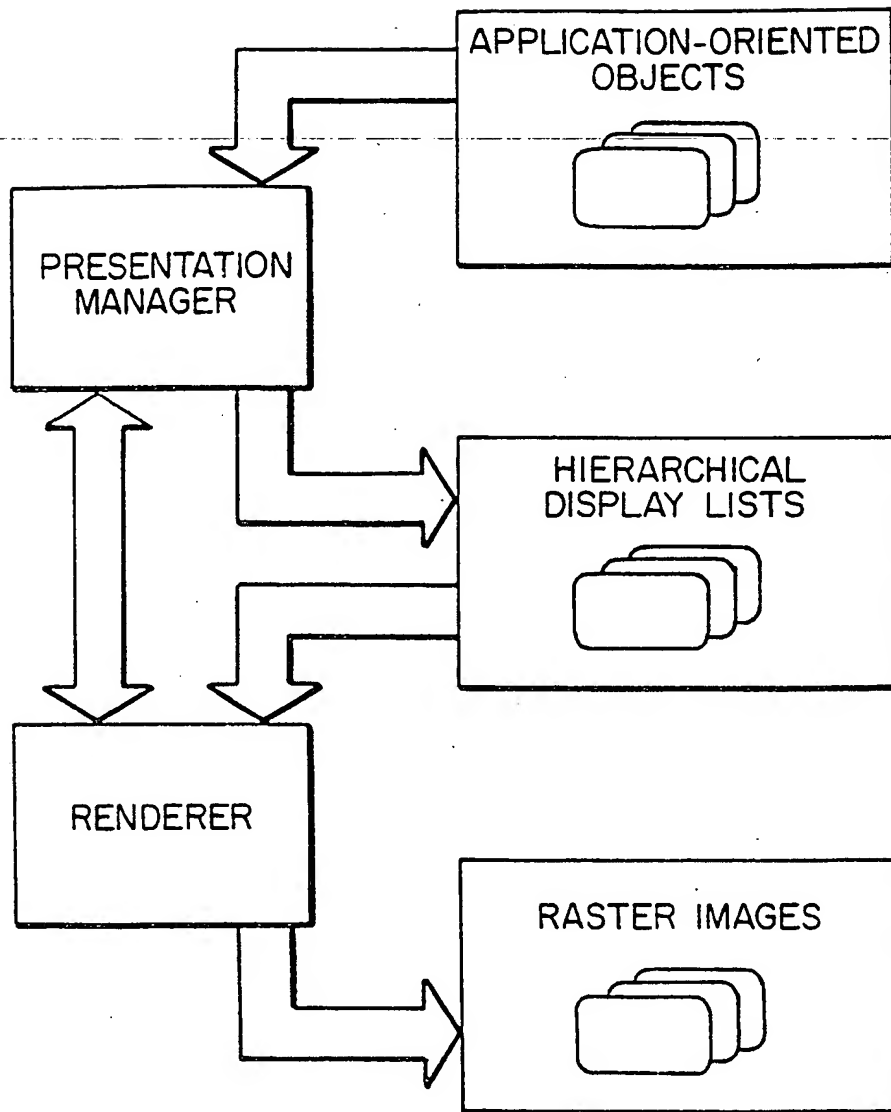 APPLICATION-ORIENTED
OBJECTS
PRESENTATION
MANAGER
HIERARCHICAL
DISPLAY LISTS
RENDERER
RASTER IMAGES